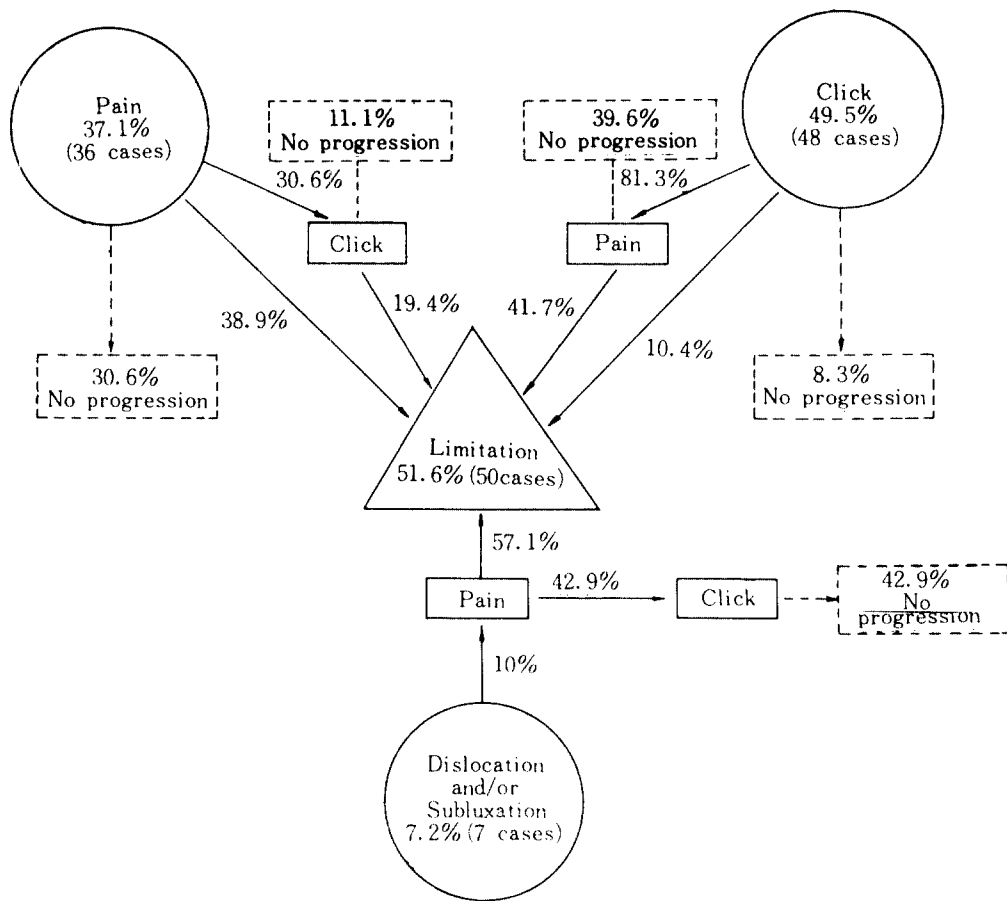 Pain
37.1%
(36 cases)
11.1%
No progression
39.6%
No progression
Click
49.5%
(48 cases)
30.6%
81.3%
Click
Pain
38.9%
19.4%
41.7%
10.4%
30.6%
No progression
8.3%
No progression
Limitation
51.6% (50cases)
57.1%
Pain
42.9%
Click
42.9%
No
progression
10%
Dislocation
and/or
Subluxation
7.2% (7 cases)